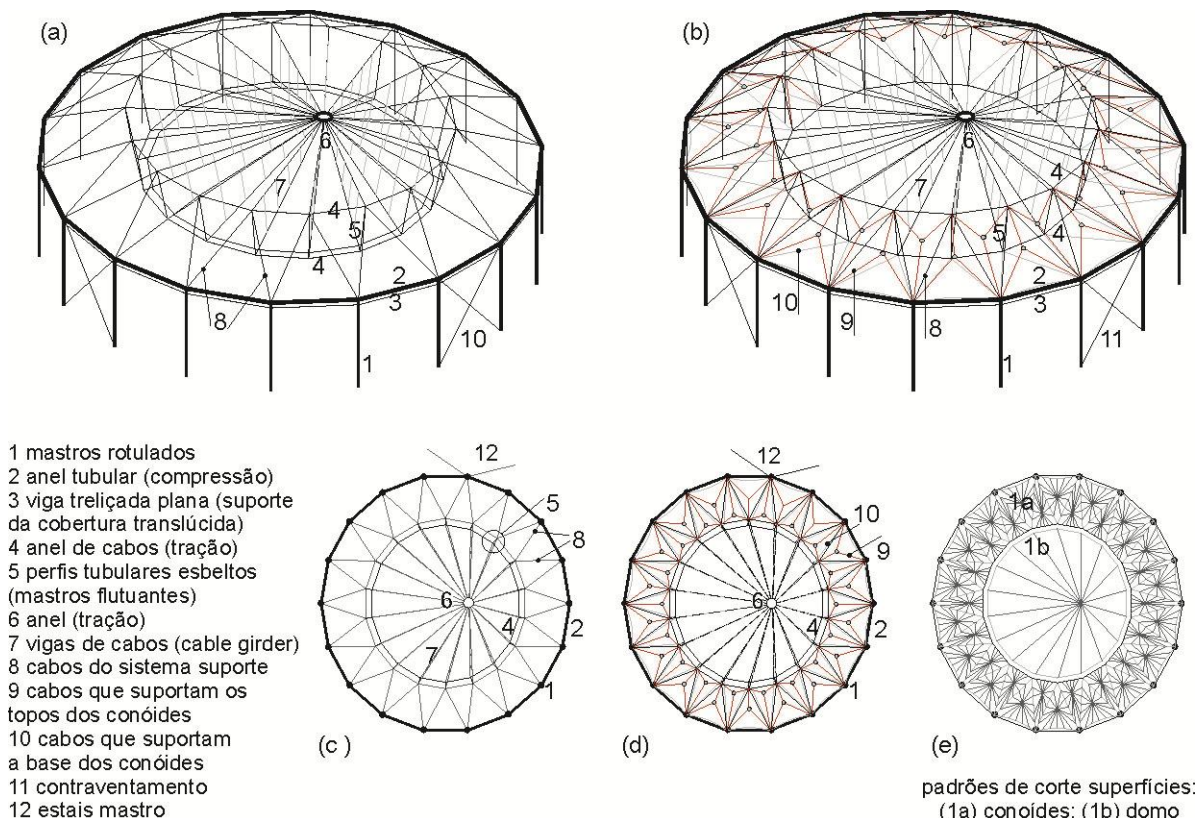 (a)
(b)
6
6
7
4
5
4
2
3
8
10
1
7
4
5
4
2
3
10
9
8
1
11
1 mastros rotulados
2 anel tubular (compressão)
3 viga treliçada plana (suporte
da cobertura translúcida)
4 anel de cabos (tração)
5 perfis tubulares esbeltos
(mastros flutuantes)
6 anel (tração)
7 vigas de cabos (cable girder)
8 cabos do sistema suporte
9 cabos que suportam os
topos dos conóides
10 cabos que suportam
a base dos conóides
11 contraventamento
12 estais mastro
12
5
8
6
4
2
7
1
(c )
12
10
9
6
4
2
1
(d)
1a
1b
(e)
padrões de corte superfícies:
(1a) conoídes; (1b) domo